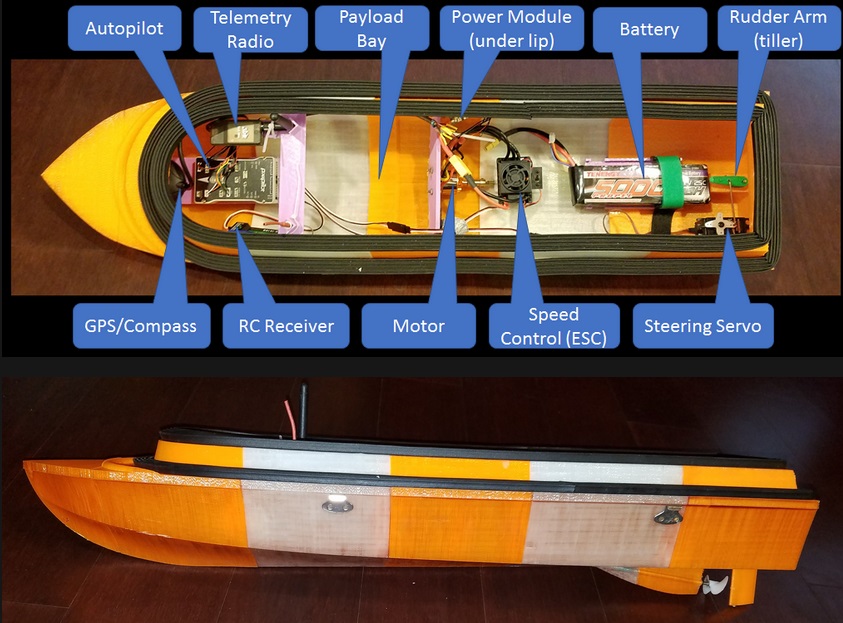 Autopilot
Telemetry
Radio
Payload
Bay
Power Module
(under lip)
Battery
Rudder Arm
(tiller)
5000
GPS/Compass
RC Receiver
Motor
Speed
Control (ESC)
Steering Servo